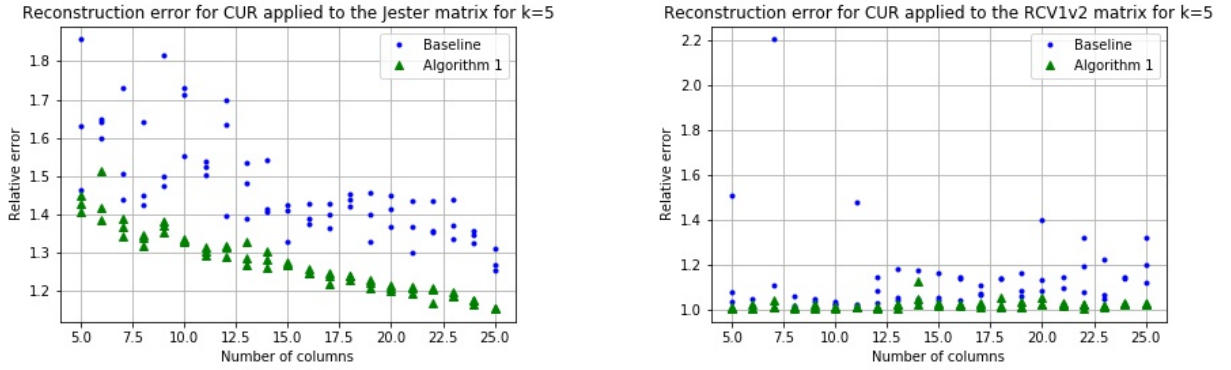 Reconstruction error for CUR applied to the Jester matrix for k=5
Baseline
Algorithm 1
Relative error
1.8
1.7
1.6
1.5
1.4
1.3
1.2
5.0 7.5 10.0 12.5 15.0 17.5 20.0 22.5 25.0
Number of columns
Reconstruction error for CUR applied to the RCV1v2 matrix for k=5
Baseline
Algorithm 1
Relative error
2.2
2.0
1.8
1.6
1.4
1.2
1.0
5.0 7.5 10.0 12.5 15.0 17.5 20.0 22.5 25.0
Number of columns